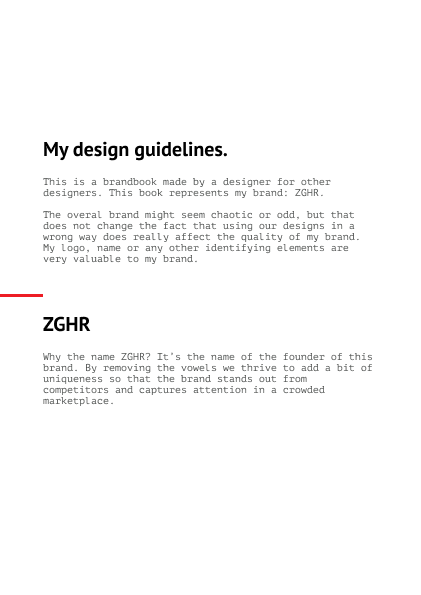 My design guidelines.
This is a brandbook made by a designer for other
designers. This book represents my brand: ZGHR.
The overal brand might seem chaotic or odd, but that
does not change the fact that using our designs in a
wrong way does really affect the quality of my brand.
My logo, name or any other identifying elements are
very valuable to my brand.
ZGHR
Why the name ZGHR? It's the name of the founder of this
brand. By removing the vowels we thrive to add a bit of
uniqueness so that the brand stands out from
competitors and captures attention in a crowded
marketplace.